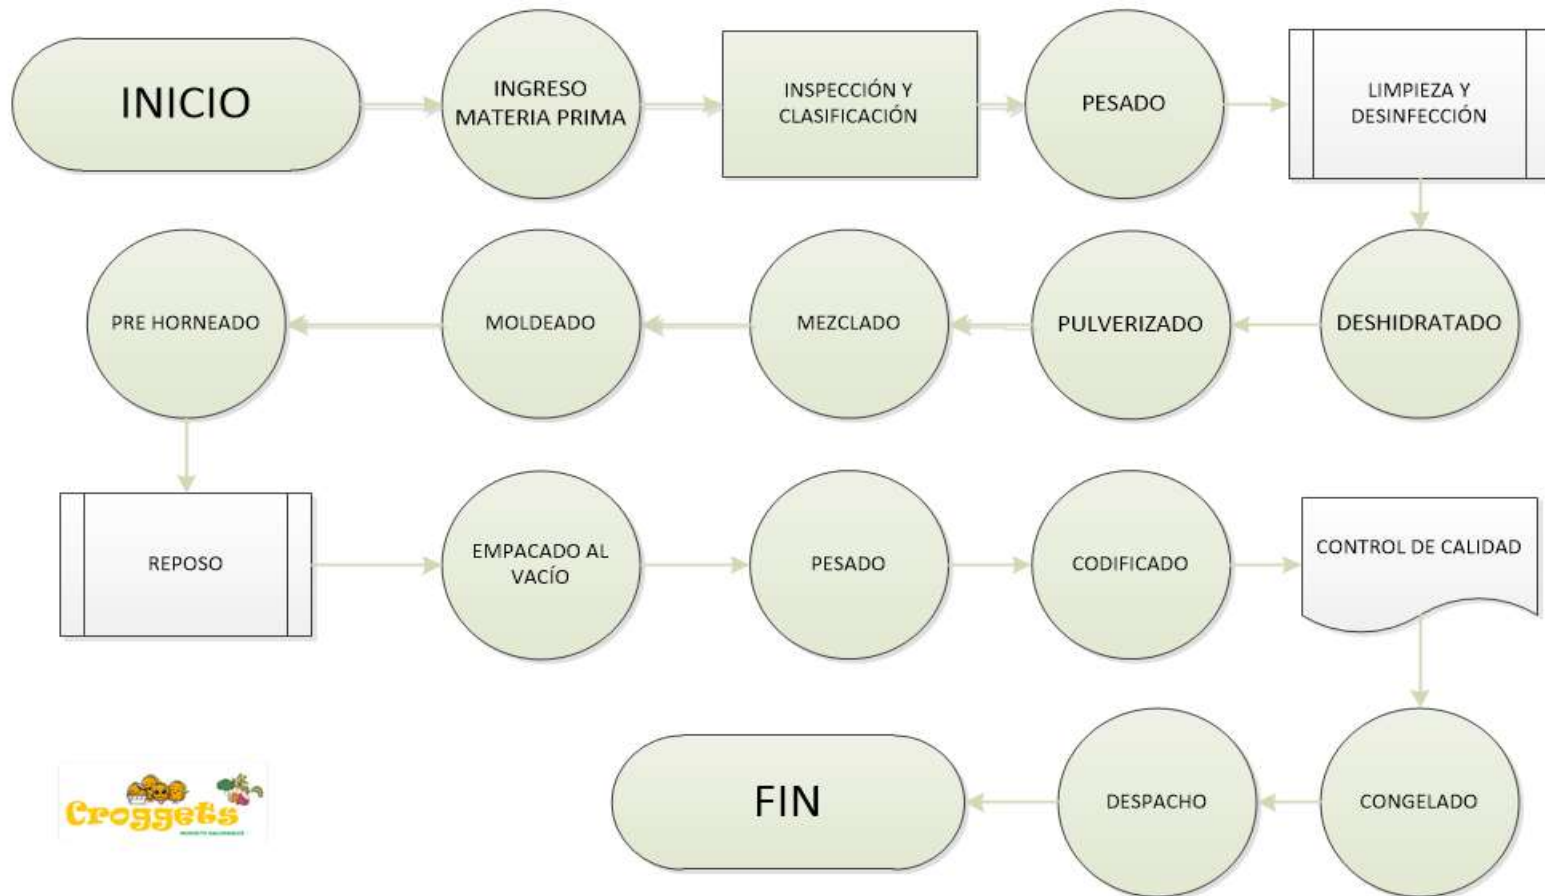 INICIO
INGRESO
MATERIA PRIMA
INSPECCIÓN Y
CLASIFICACIÓN
PESADO
LIMPIEZA Y
DESINFECCIÓN
DESHIDRATADO
PULVERIZADO
MEZCLADO
MOLDEADO
PRE HORNEADO
REPOSO
EMPACADO AL
VACÍO
PESADO
CODIFICADO
CONTROL DE CALIDAD
CONGELADO
DESPACHO
FIN
Croggets